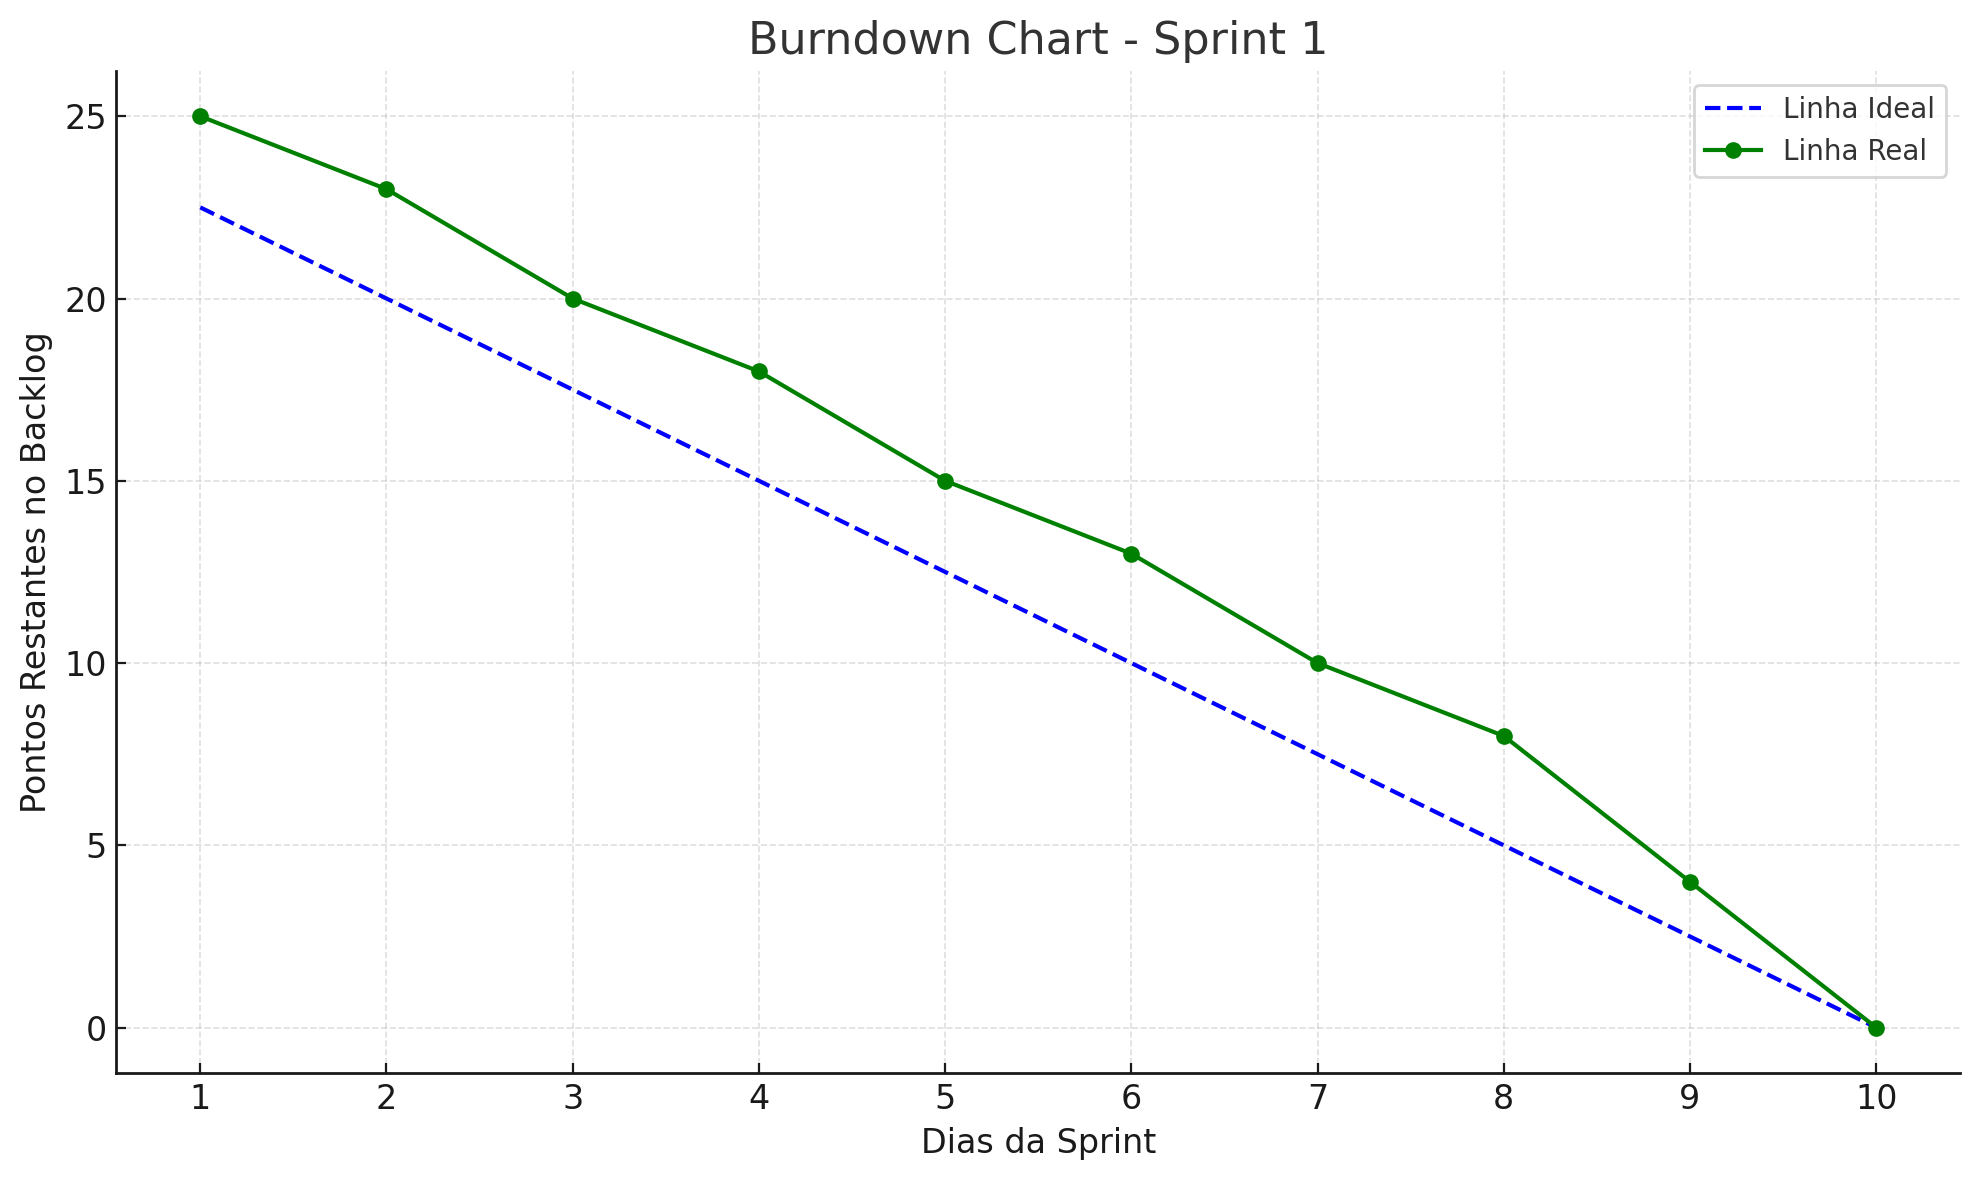 Burndown Chart - Sprint 1
Linha Ideal
Linha Real
Pontos Restantes no Backlog
25
20
15
10
5
0
1 2 3 4 5 6 7 8 9 10
Dias da Sprint